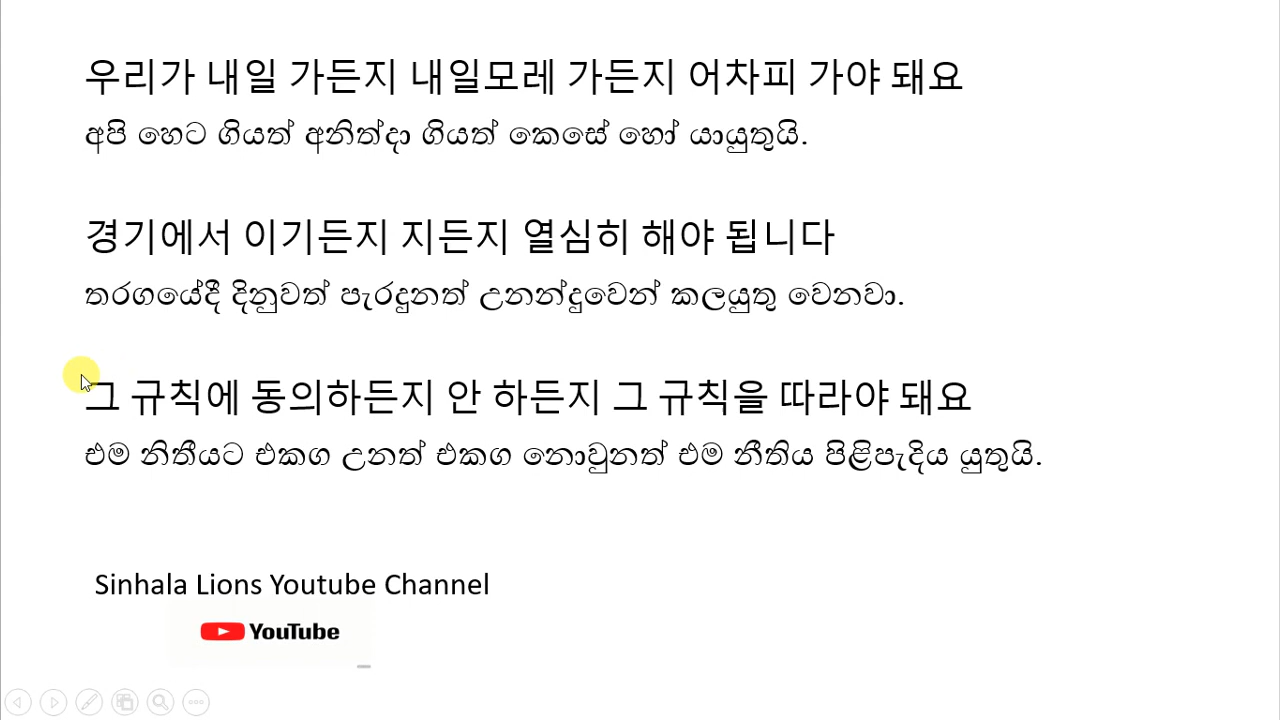 우리가 내일 가든지 내일모레 가든지 어차피 가야 돼요
අපි හෙට ගියත් අනිත්දා ගියත් කෙසේ හෝ යායුතුයි.
경기에서 이기든지 지든지 열심히 해야 됩니다
තරගයේදී දිනුවත් පැරදුනත් උනන්දුවෙන් කලයුතු වෙනවා.
그 규칙에 동의하든지 안 하든지 그 규칙을 따라야 돼요
එම නිතීයට එකග උනත් එකග නොවුනත් එම නීතිය පිළිපැදිය යුතුයි.
Sinhala Lions Youtube Channel
YouTube